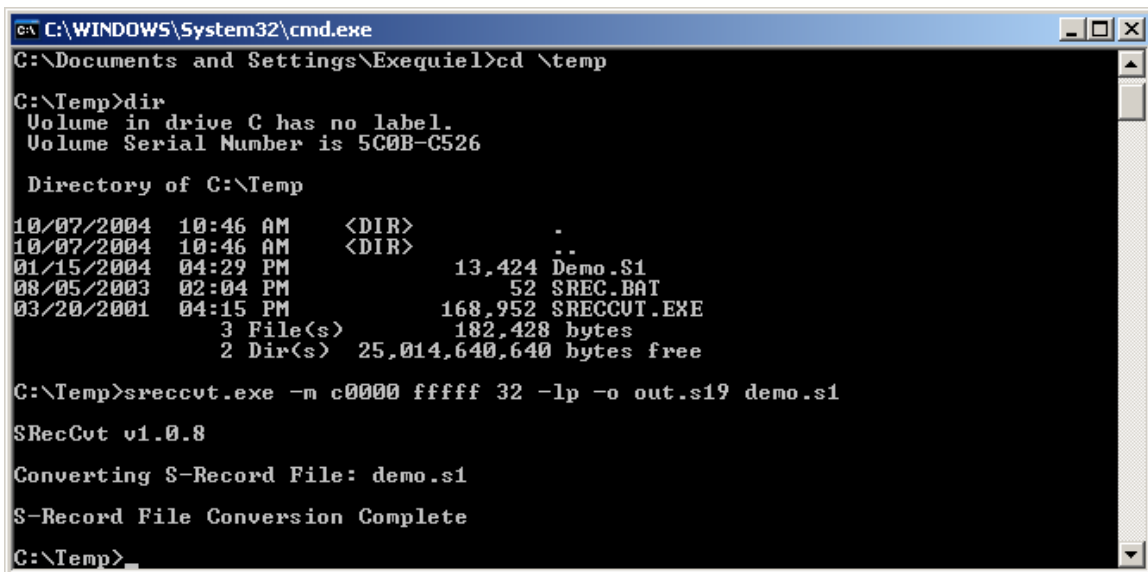 C:\WINDOWS\System32\cmd.exe
C:\Documents and Settings\Exequiel>cd \temp
C:\Temp>dir
Volume in drive C has no label.
Volume Serial Number is 5C0B-C526
Directory of C:\Temp
10/07/2004 10:46 AM <DIR> .
10/07/2004 10:46 AM <DIR> ..
01/15/2004 04:29 PM 13,424 Demo.S1
08/05/2003 02:04 PM 52 SREC.BAT
03/20/2001 04:15 PM 168,952 SRECCVT.EXE
3 File(s) 182,428 bytes
2 Dir(s) 25,014,640,640 bytes free
C:\Temp>sreccvt.exe -m c0000 fffff 32 -lp -o out.s19 demo.s1
SRecCvt v1.0.8
Converting S-Record File: demo.s1
S-Record File Conversion Complete
C:\Temp>_